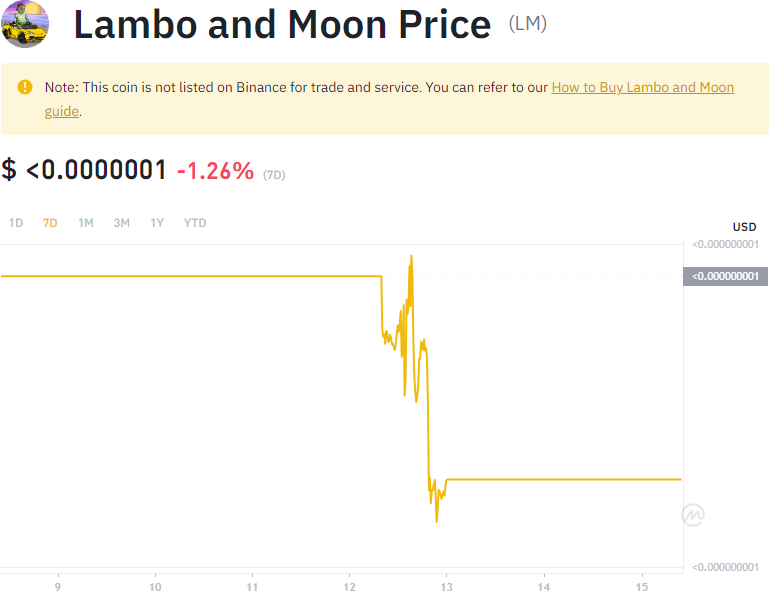 Lambo and Moon Price (LM)
Note: This coin is not listed on Binance for trade and service. You can refer to our How to Buy Lambo and Moon
guide.
$ <0.0000001 -1.26% (7D)
1D 7D 1M 3M 1Y YTD
USD
<0.000000001
<0.000000001
<0.000000001
9 10 11 12 13 14 15